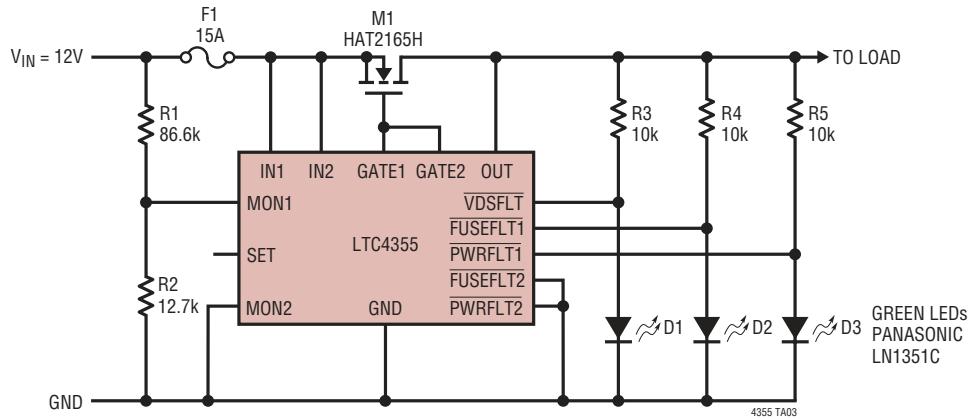 F1
15A
M1
HAT2165H
VIN = 12V
TO LOAD
R1
86.6k
R3
10k
R4
10k
R5
10k
IN1 IN2 GATE1 GATE2 OUT
MON1
VDSFLT
FUSEFLT1
LTC4355
PWRFLT1
SET
FUSEFLT2
R2
12.7k
MON2
GND
PWRFLT2
D1
D2
D3
GREEN LEDs
PANASONIC
LN1351C
GND
4355 TA03